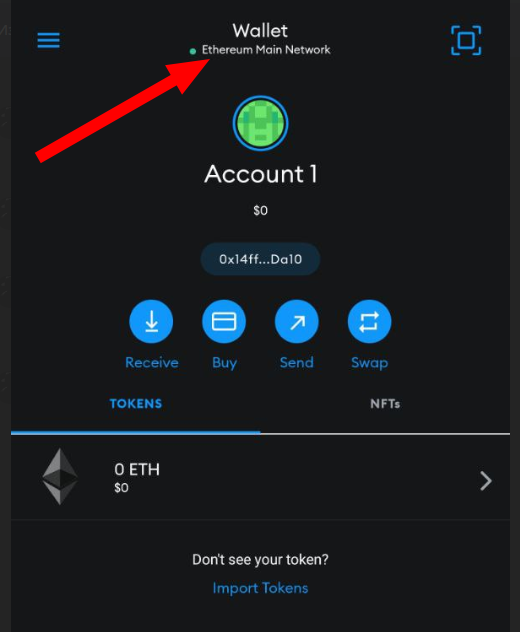 Wallet
Ethereum Main Network
Account 1
$0
0x14ff...Da10
Receive Buy Send Swap
TOKENS NFTs
0 ETH
$0
Don't see your token?
Import Tokens